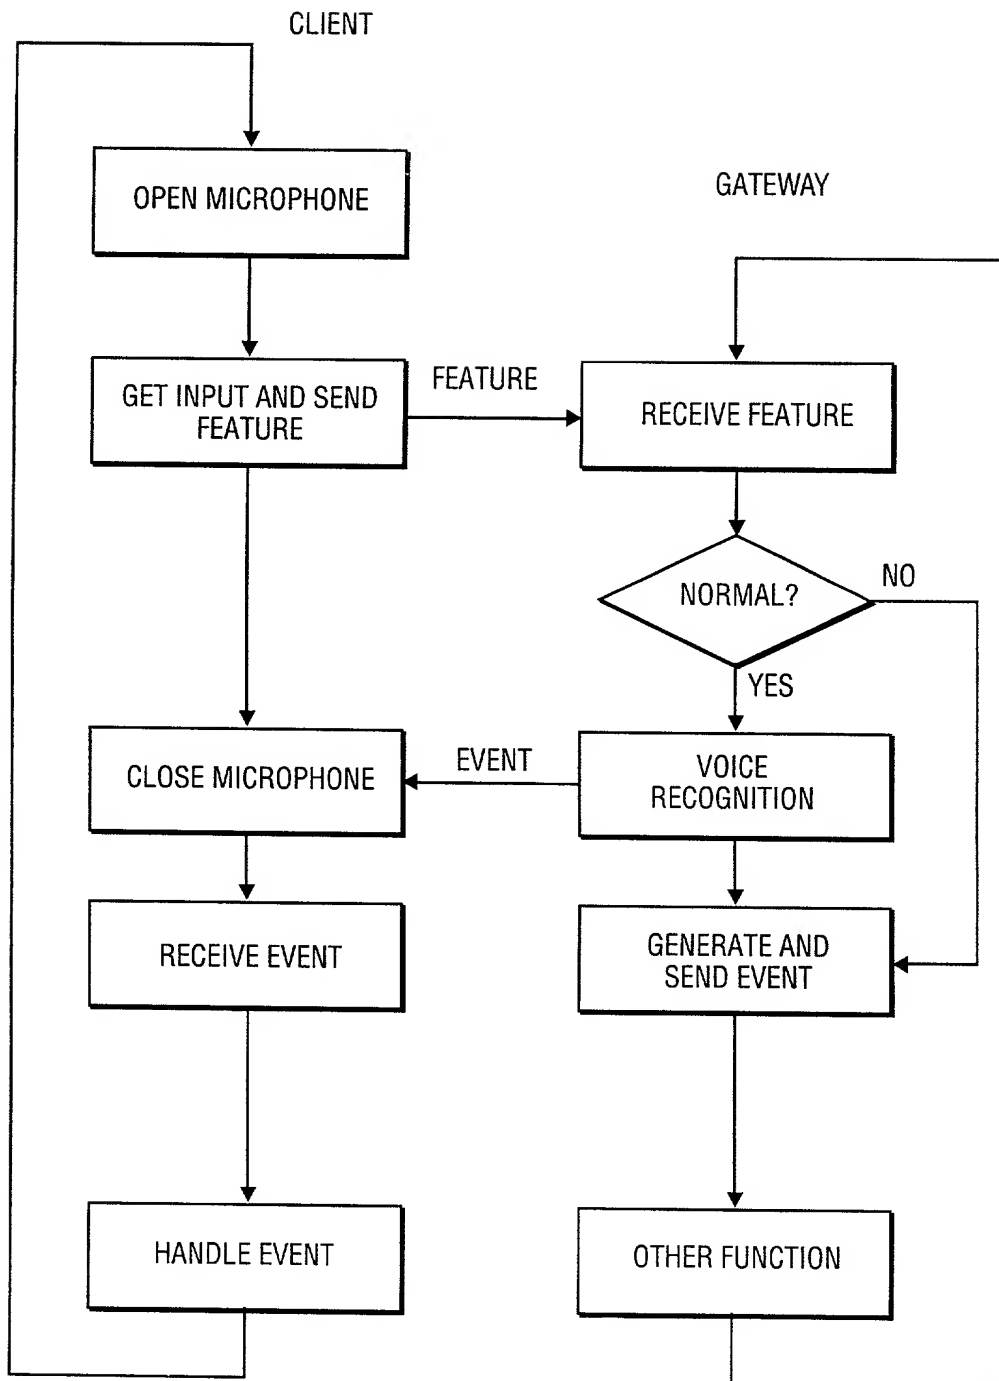 CLIENT
OPEN MICROPHONE
GATEWAY
GET INPUT AND SEND
FEATURE
FEATURE
RECEIVE FEATURE
NORMAL?
NO
YES
CLOSE MICROPHONE
EVENT
VOICE
RECOGNITION
RECEIVE EVENT
GENERATE AND
SEND EVENT
HANDLE EVENT
OTHER FUNCTION